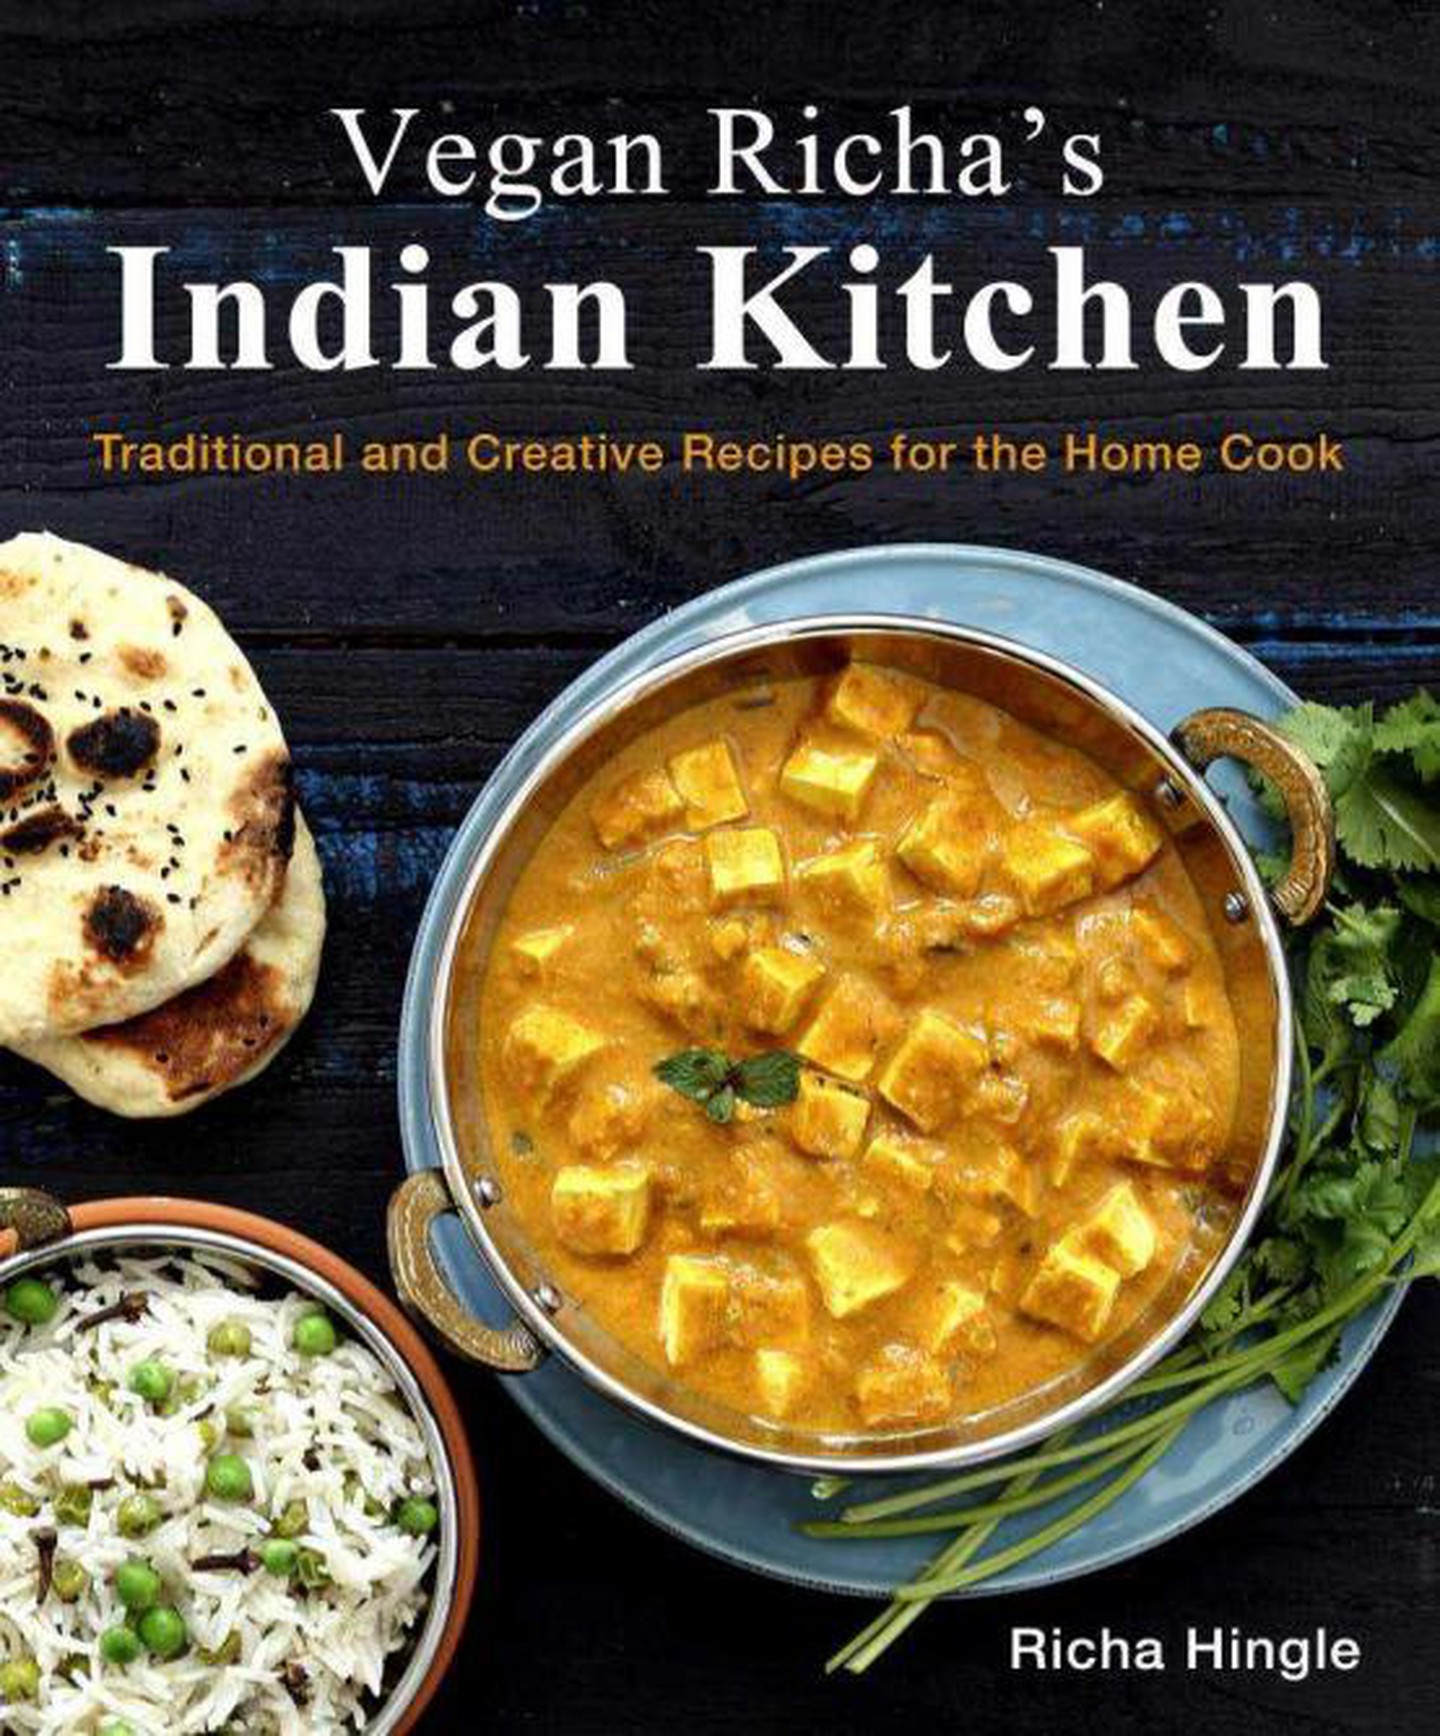 Vegan Richa’s
Indian Kitchen
Traditional and Creative Recipes for the Home Cook
Richa Hingle